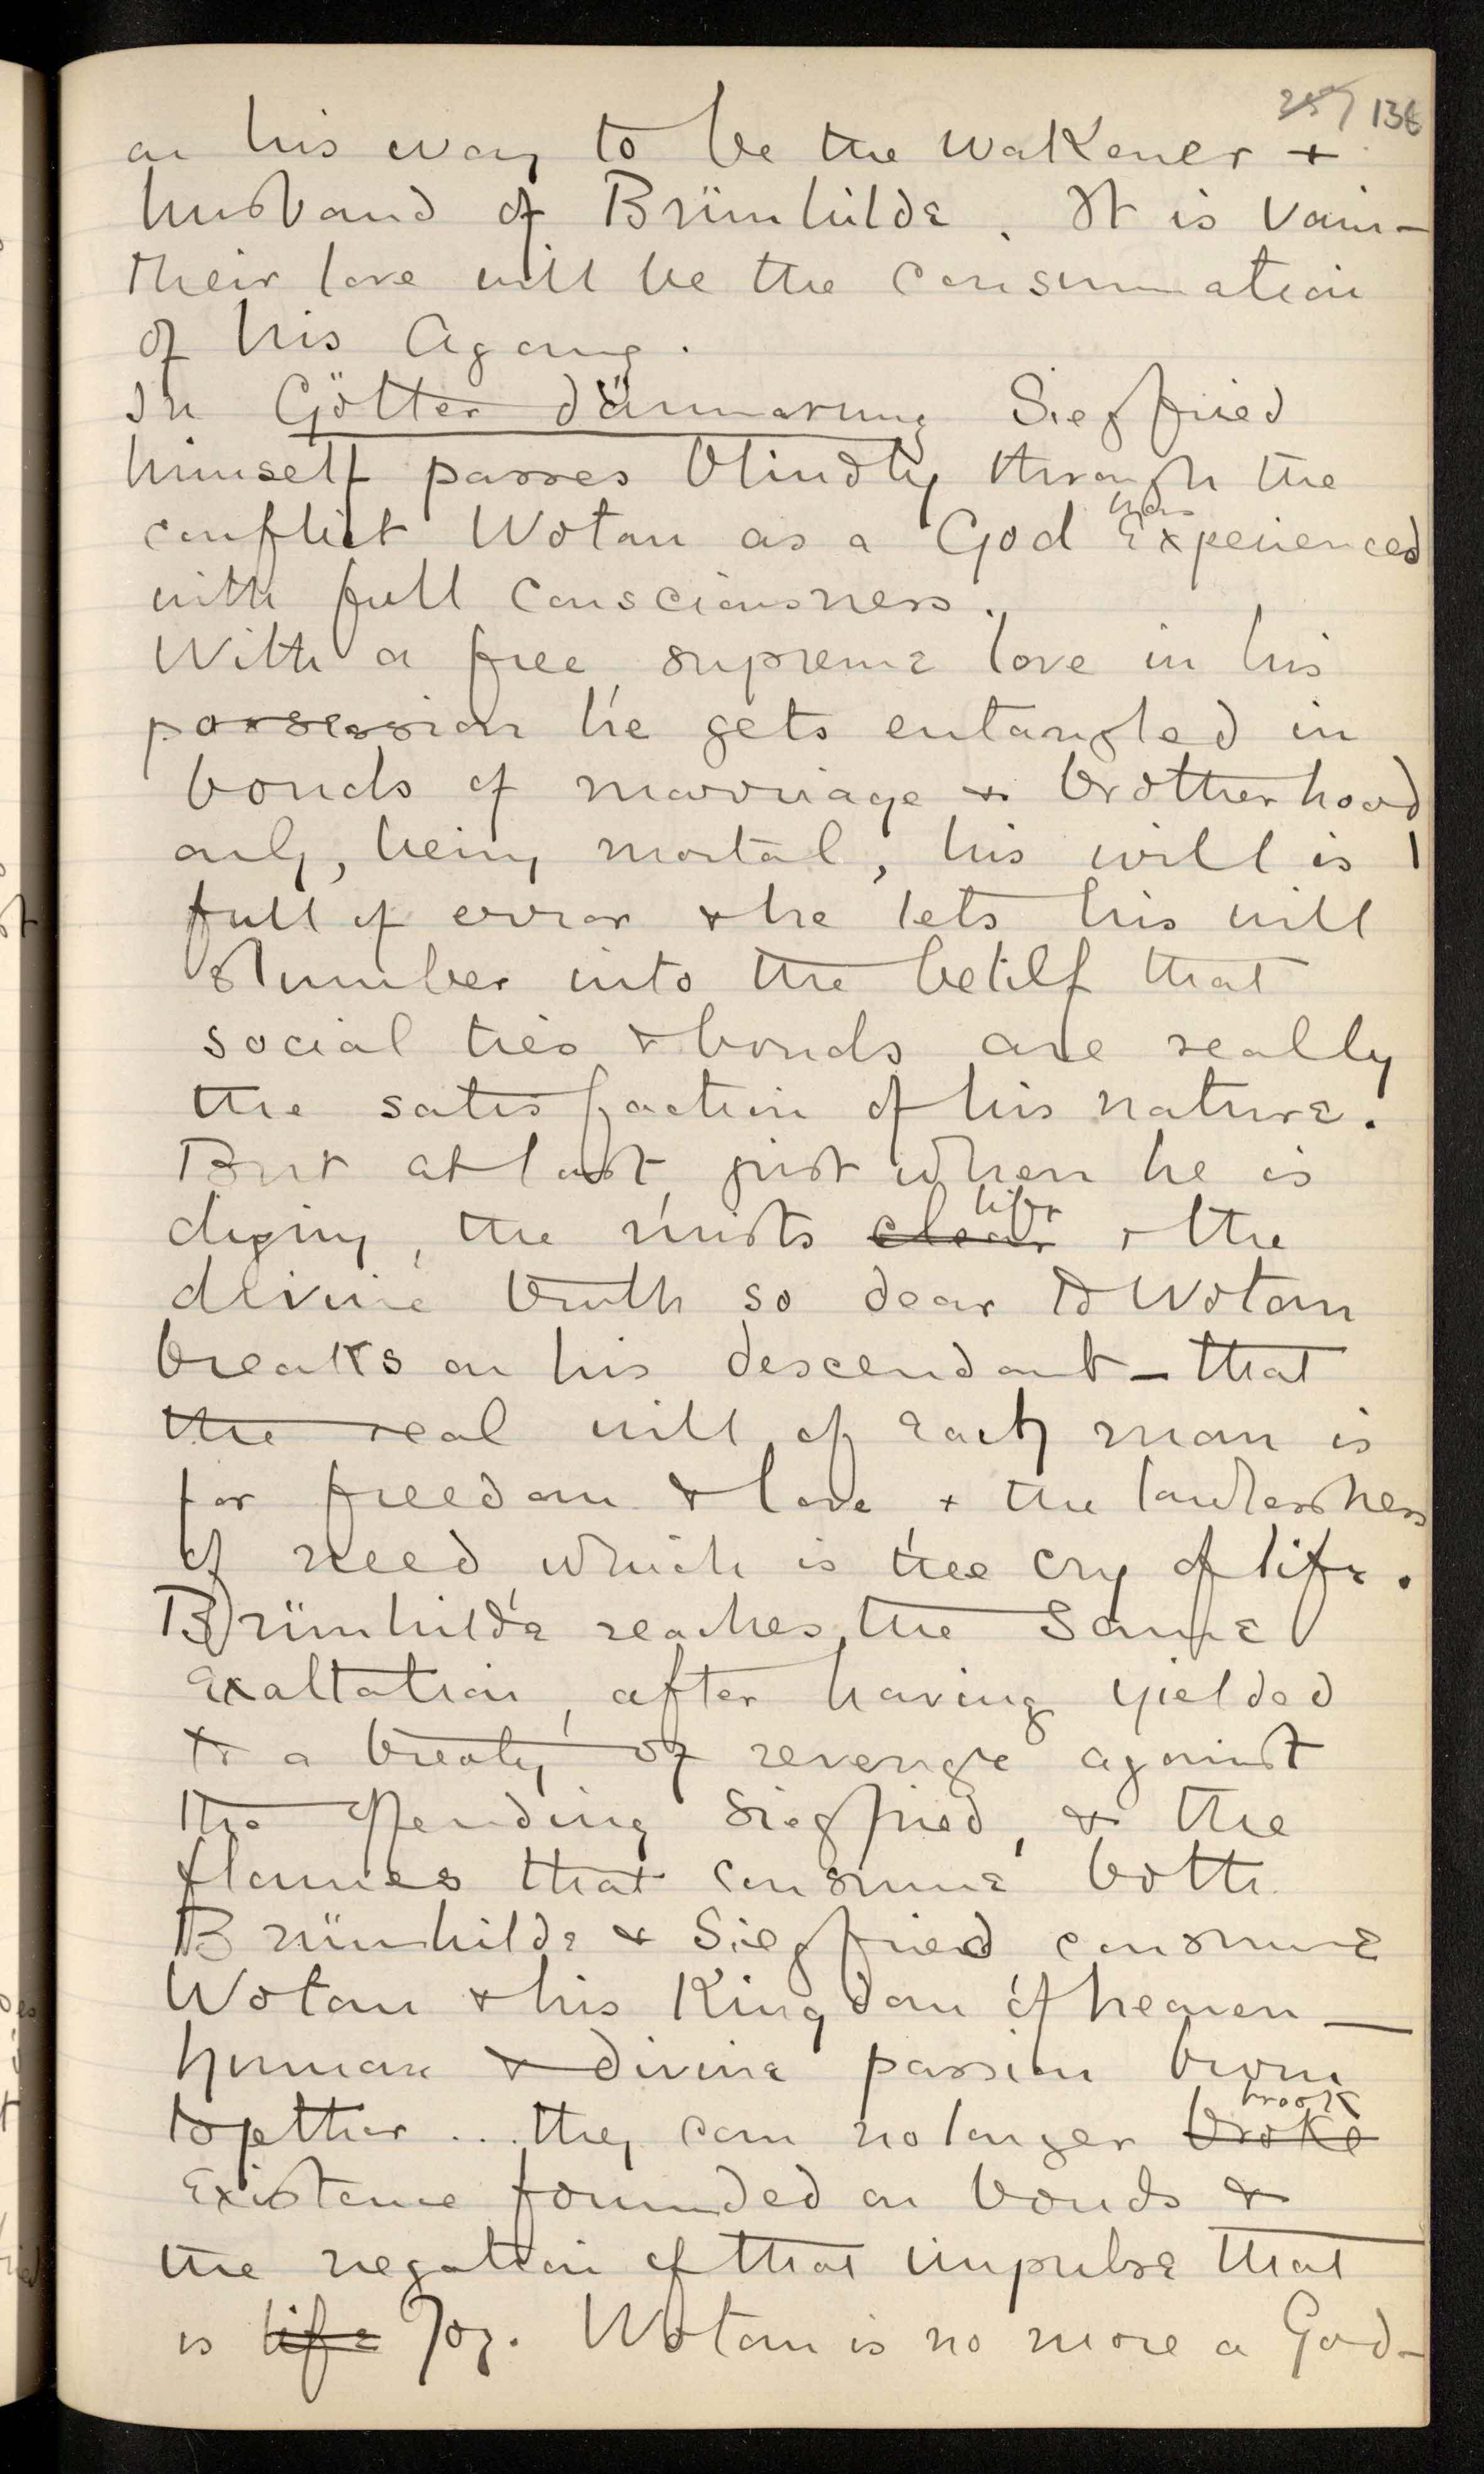 257 138
on his way to be the waKener +
husband of Brünhilde. It is vain—
their love will be the consummation
of his Agony.
In Götter dämmarung Siegfried
himself passes blindly through the
has
conflict Wotan as a God Experienced
with full consciousness.
With a free supreme love in his
possession he gets entangled in
bonds of marriage & brotherhood
only, being mortal, his will is
full of error & he lets his will
slumber into the beleif that
social ties & bonds are really
the satisfaction of his nature.
But at last, just when he is
lift
dying, the mists clear & the
divine truth so dear to Wotan
breaks on his descendant — that
the real will of Each man is
for freedom & love + the lawlessness
of need which is the cry of life.
Brünhilde reaches the same
Exaltation, after having yielded
to a treaty of revenge against
the offending Siegfried, & the
flames that consume both
Brünhilde & Siegfried consume
Wotan & his Kingdom of heaven —
human & divine passion burn
brook
together ... they can no longer broke
Existence founded on bonds &
the negation of that impulse that
is life Joy. Wotan is no more a God—